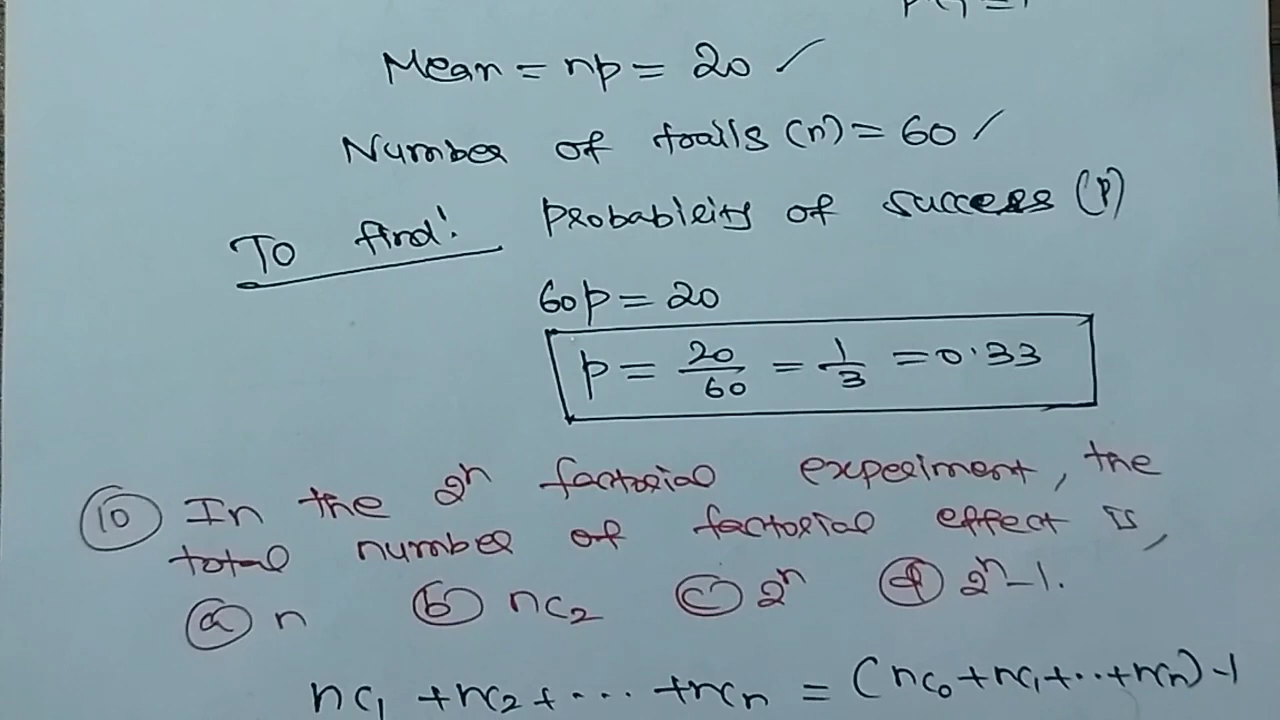 Mean = np = 20 ✓
Number of trails (n) = 60 ✓
To find: Probability of success (P)
60p = 20
p = 20/60 = 1/3 = 0.33
(10) In the 2ⁿ factorial experiment, the
total number of factorial effect is,
(a) n (b) nc₂ (c) 2ⁿ (d) 2ⁿ-1.
nc₁ + nc₂ + ... + ncₙ = (nc₀ + nc₁ + ... + ncₙ) - 1